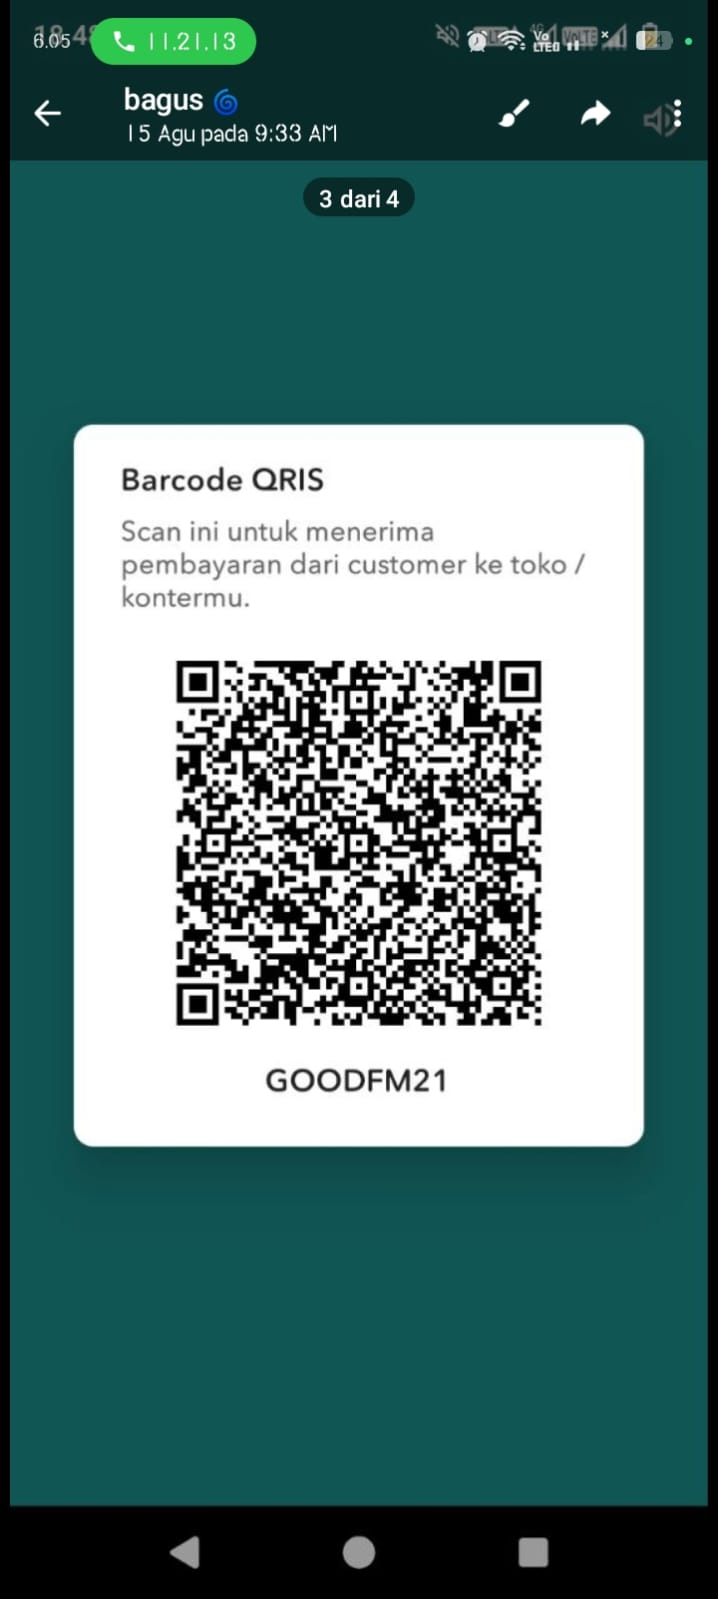 6.05
11.21.13
bagus
15 Agu pada 9:33 AM
3 dari 4
Barcode QRIS
Scan ini untuk menerima
pembayaran dari customer ke toko /
kontermu.
GOODFM21